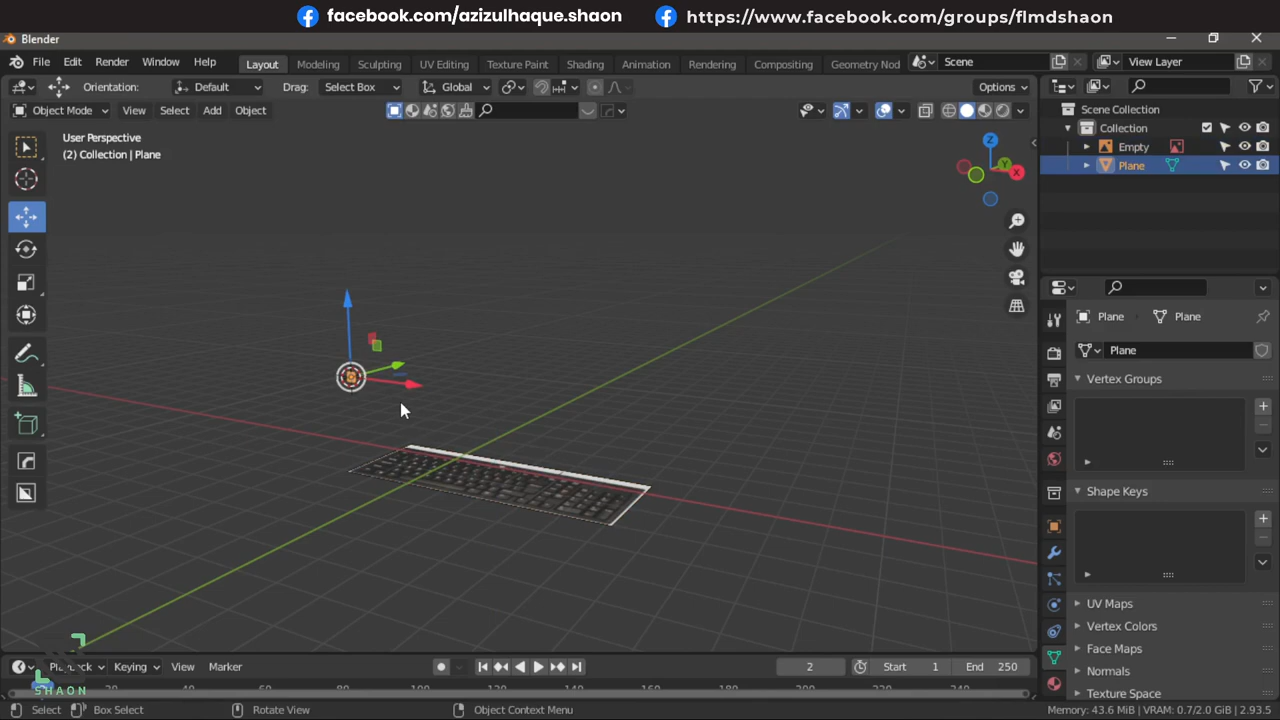 facebook.com/azizulhaque.shaon https://www.facebook.com/groups/flmdshaon
Blender
File Edit Render Window Help Layout Modeling Sculpting UV Editing Texture Paint Shading Animation Rendering Compositing Geometry Nod Scene View Layer
Orientation: Default Drag: Select Box Global Options
Object Mode View Select Add Object
User Perspective
(2) Collection | Plane
Scene Collection
Collection
Empty
Plane
Plane Plane
Plane
Vertex Groups
Shape Keys
UV Maps
Vertex Colors
Face Maps
Normals
Texture Space
Playback Keying View Marker 2 Start 1 End 250
SHAON
Select Box Select Rotate View Object Context Menu Memory: 43.6 MiB | VRAM: 0.7/2.0 GiB | 2.93.5